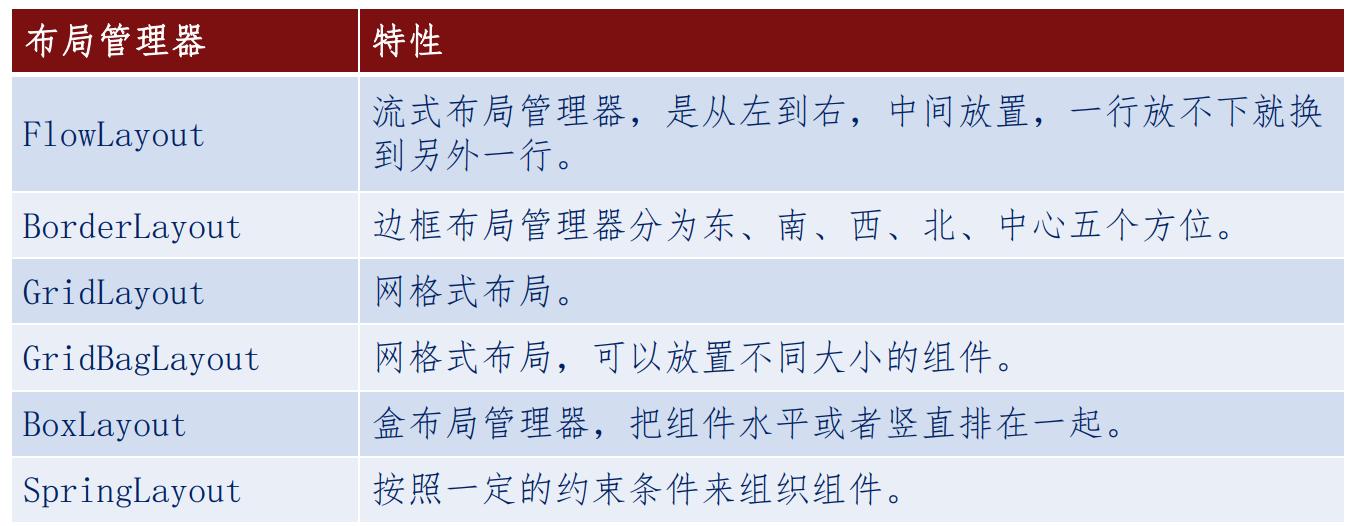 布局管理器 特性
FlowLayout 流式布局管理器，是从左到右，中间放置，一行放不下就换
到另外一行。
BorderLayout 边框布局管理器分为东、南、西、北、中心五个方位。
GridLayout 网格式布局。
GridBagLayout 网格式布局，可以放置不同大小的组件。
BoxLayout 盒布局管理器，把组件水平或者竖直排在一起。
SpringLayout 按照一定的约束条件来组织组件。